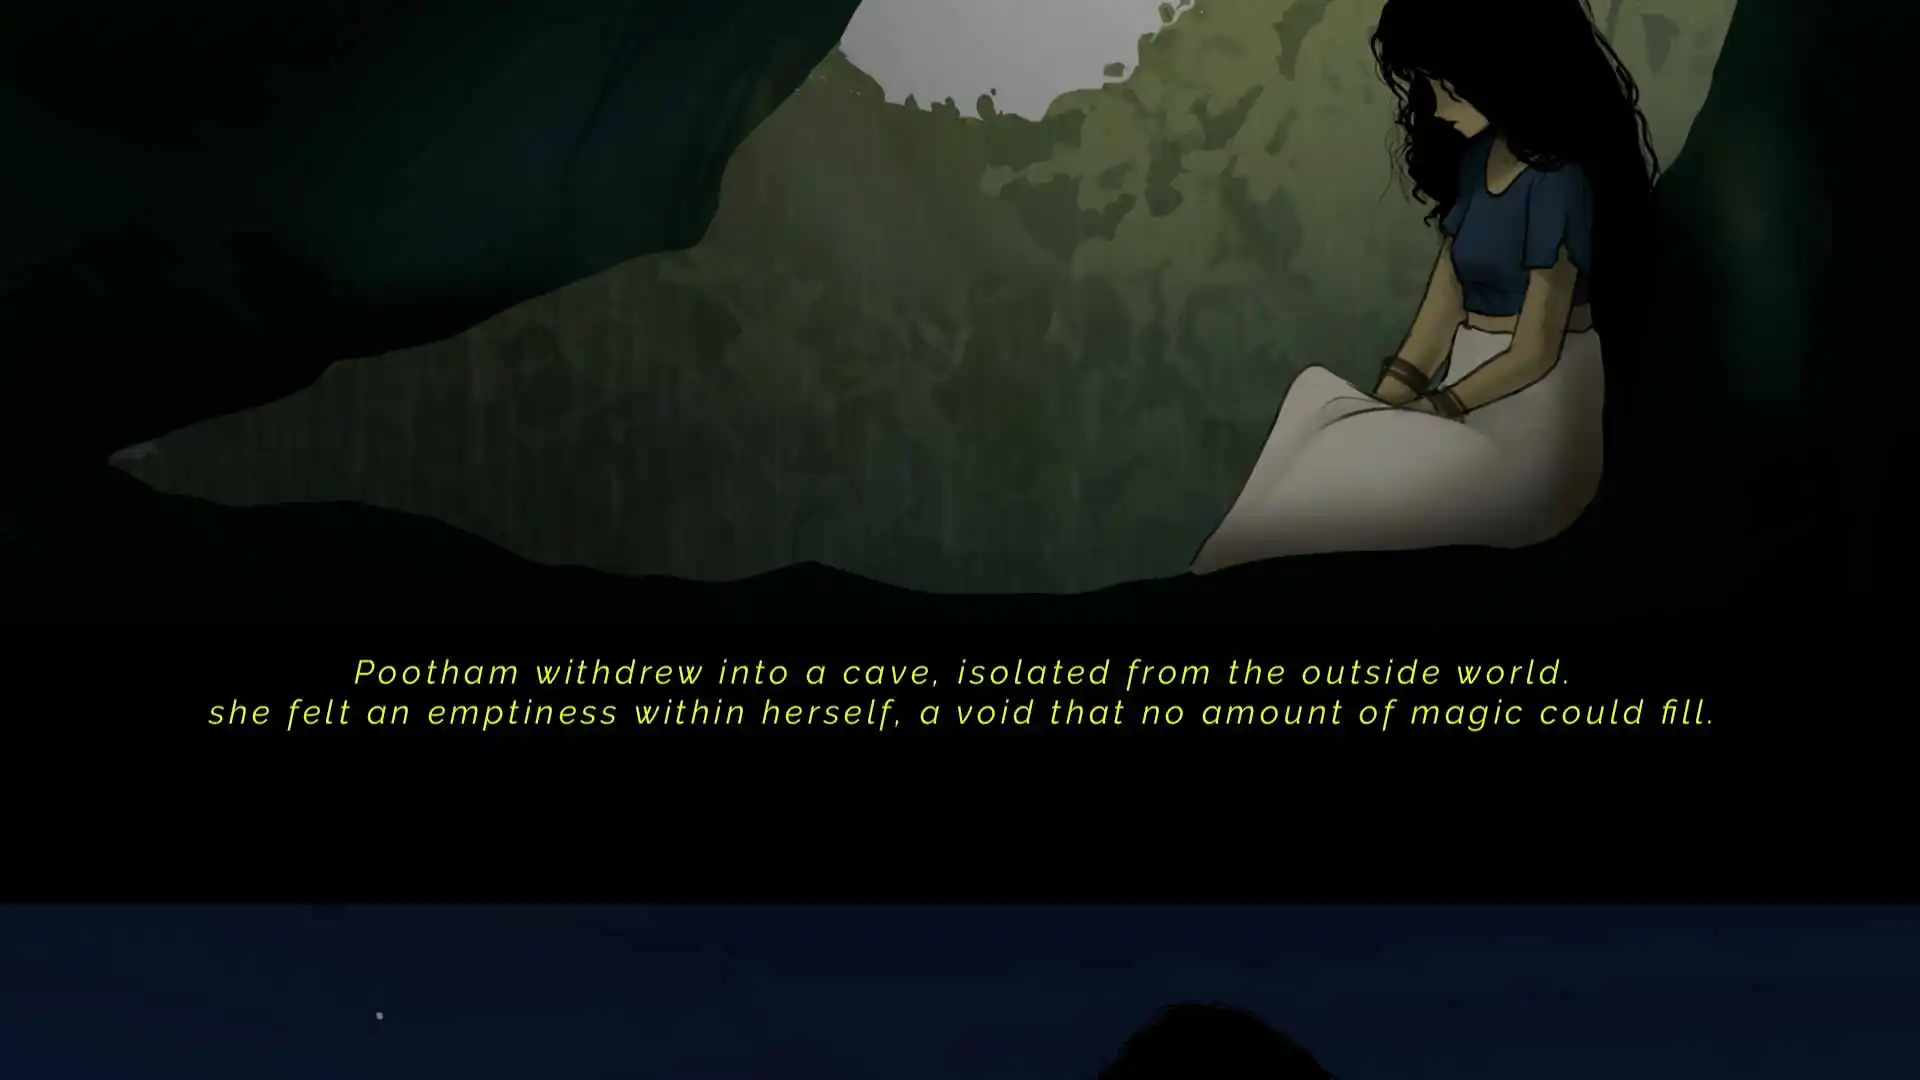 Pootham withdrew into a cave, isolated from the outside world.
she felt an emptiness within herself, a void that no amount of magic could fill.